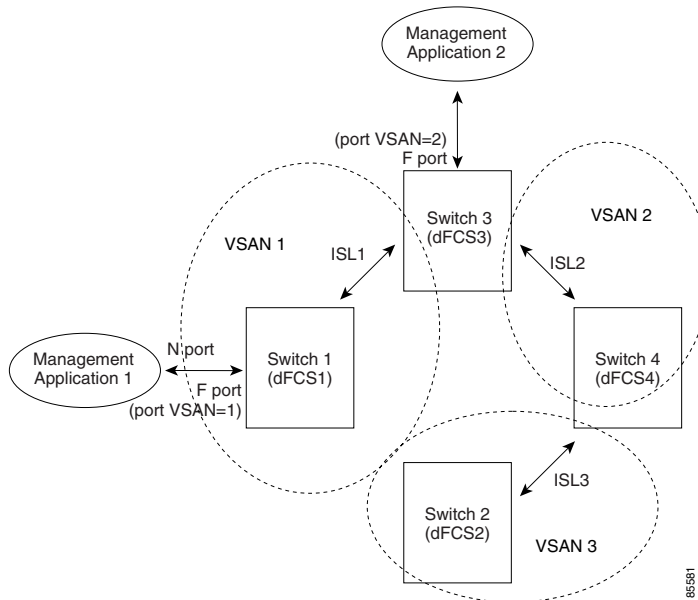 Management
Application 2
(port VSAN=2)
F port
Switch 3
(dFCS3)
VSAN 2
VSAN 1
ISL1
ISL2
N port
Management
Application 1
F port
(port VSAN=1)
Switch 1
(dFCS1)
Switch 4
(dFCS4)
ISL3
Switch 2
(dFCS2)
VSAN 3
85581